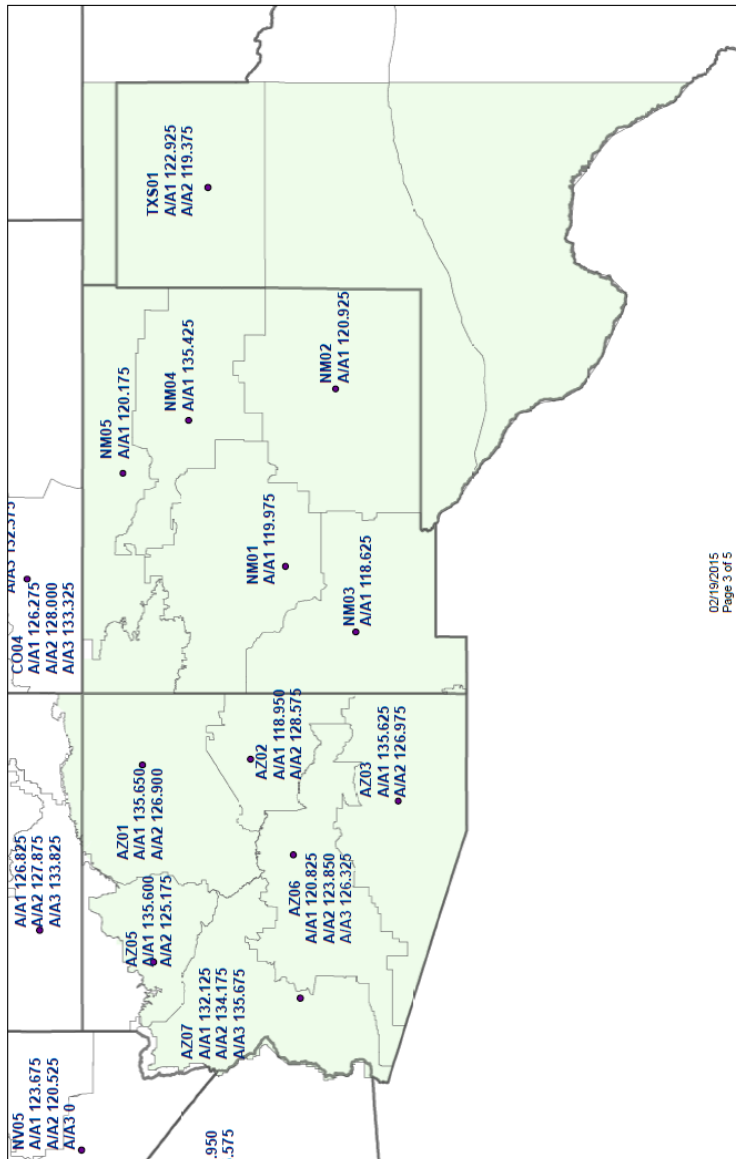 NV05
A/A1 123.675
A/A2 120.525
A/A3 0
A/A1 126.825
A/A2 127.875
A/A3 133.825
A/A3 132.375
CO04
A/A1 126.275
A/A2 128.000
A/A3 133.325
AZ05
A/A1 135.600
A/A2 125.175
AZ01
A/A1 135.650
A/A2 126.900
NM05
A/A1 120.175
NM04
A/A1 135.425
TXS01
A/A1 122.925
A/A2 119.375
AZ07
A/A1 132.125
A/A2 134.175
A/A3 135.675
.950
.575
AZ02
A/A1 118.950
A/A2 128.575
NM01
A/A1 119.975
AZ06
A/A1 120.825
A/A2 123.850
A/A3 126.325
NM02
A/A1 120.925
AZ03
A/A1 135.625
A/A2 126.975
NM03
A/A1 118.625
02/19/2015
Page 3 of 5